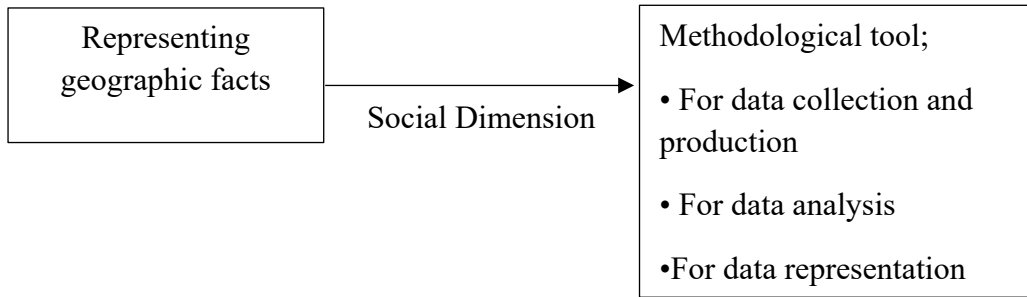 Representing
geographic facts
Social Dimension
Methodological tool;
• For data collection and
production
• For data analysis
•For data representation